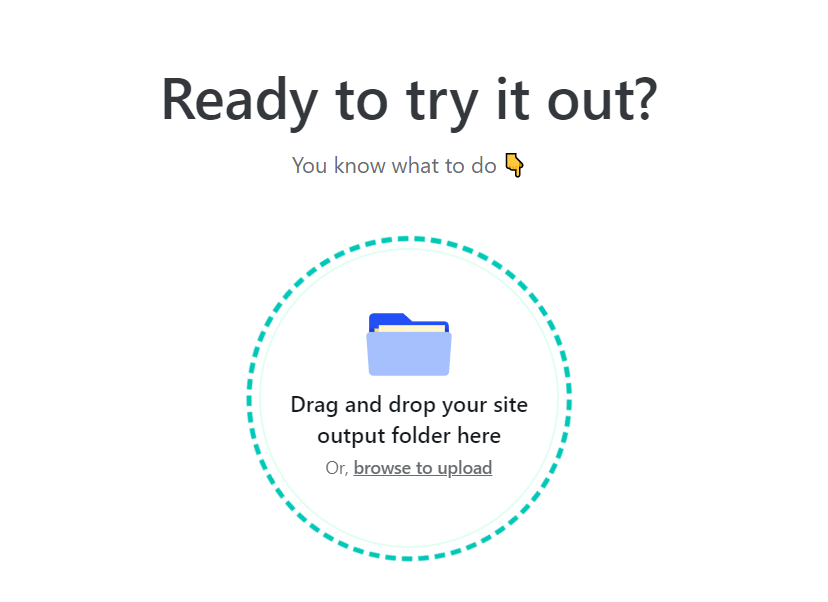 Ready to try it out?
You know what to do 👇
Drag and drop your site
output folder here
Or, browse to upload